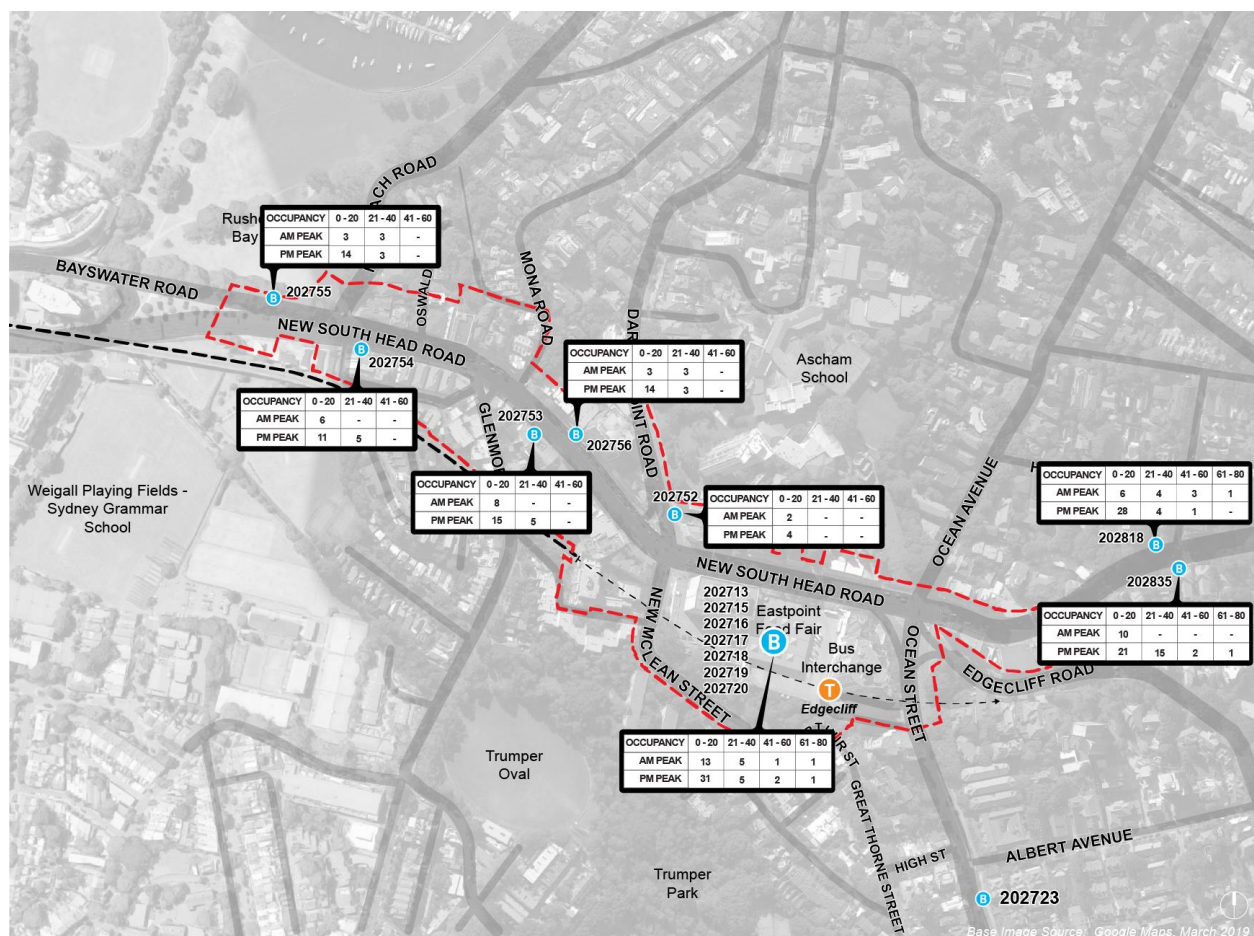 ACH ROAD
Rush
Bay
OCCUPANCY 0 - 20 21 - 40 41 - 60
AM PEAK 3 3 -
PM PEAK 14 3 -
BAYSWATER ROAD
202755
OSWALD
MONA ROAD
NEW SOUTH HEAD ROAD
202754
OCCUPANCY 0 - 20 21 - 40 41 - 60
AM PEAK 3 3 -
PM PEAK 14 3 -
DAR
OINT ROAD
Ascham
School
OCCUPANCY 0 - 20 21 - 40 41 - 60
AM PEAK 6 - -
PM PEAK 11 5 -
GLENMO
202753
202756
Weigall Playing Fields -
Sydney Grammar
School
OCCUPANCY 0 - 20 21 - 40 41 - 60
AM PEAK 8 - -
PM PEAK 15 5 -
202752
OCCUPANCY 0 - 20 21 - 40 41 - 60
AM PEAK 2 - -
PM PEAK 4 - -
OCEAN AVENUE
OCCUPANCY 0 - 20 21 - 40 41 - 60 61 - 80
AM PEAK 6 4 3 1
PM PEAK 28 4 1 -
202818
202835
NEW SOUTH HEAD ROAD
OCCUPANCY 0 - 20 21 - 40 41 - 60 61 - 80
AM PEAK 10 - - -
PM PEAK 21 15 2 1
NEW MCLEAN STREET
202713
202715
202716
202717
202718
202719
202720
Eastpoint
Food Fair
B
Bus
Interchange
T
Edgecliff
OCEAN STREET
EDGECLIFF ROAD
OCCUPANCY 0 - 20 21 - 40 41 - 60 61 - 80
AM PEAK 13 5 1 1
PM PEAK 31 5 2 1
Trumper
Oval
UR ST
GREAT THORNE STREET
HIGH ST
ALBERT AVENUE
Trumper
Park
202723
Base Image Source: Google Maps, March 2019